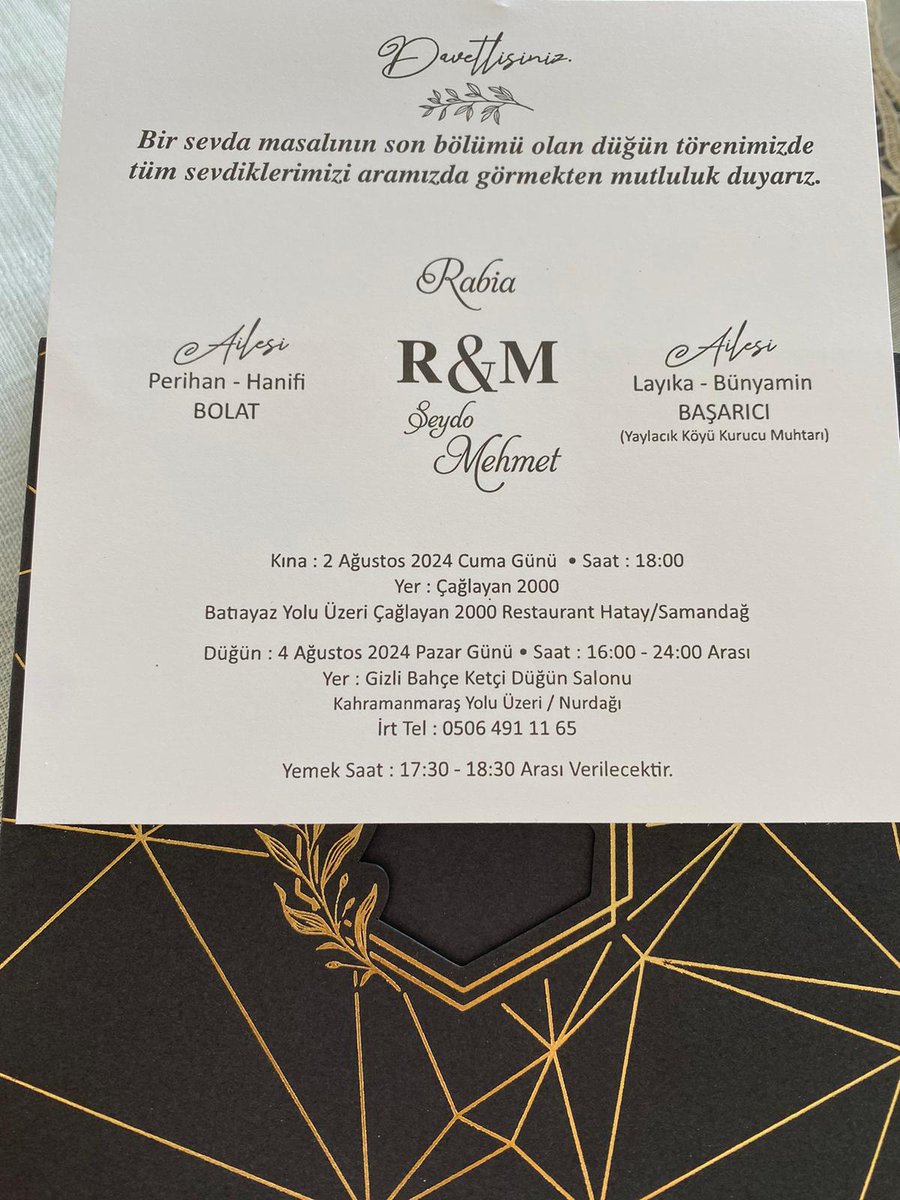 Davetlisiniz.
Bir sevda masalının son bölümü olan düğün törenimizde
tüm sevdiklerimizi aramızda görmekten mutluluk duyarız.
Rabia
R&M
Şeydo
Mehmet
Ailesi
Perihan - Hanifi
BOLAT
Ailesi
Layıka - Bünyamin
BAŞARICI
(Yaylacık Köyü Kurucu Muhtarı)
Kına : 2 Ağustos 2024 Cuma Günü • Saat : 18:00
Yer : Çağlayan 2000
Batıayaz Yolu Üzeri Çağlayan 2000 Restaurant Hatay/Samandağ
Düğün : 4 Ağustos 2024 Pazar Günü • Saat : 16:00 - 24:00 Arası
Yer : Gizli Bahçe Ketçi Düğün Salonu
Kahramanmaraş Yolu Üzeri / Nurdağı
İrt Tel : 0506 491 11 65
Yemek Saat : 17:30 - 18:30 Arası Verilecektir.